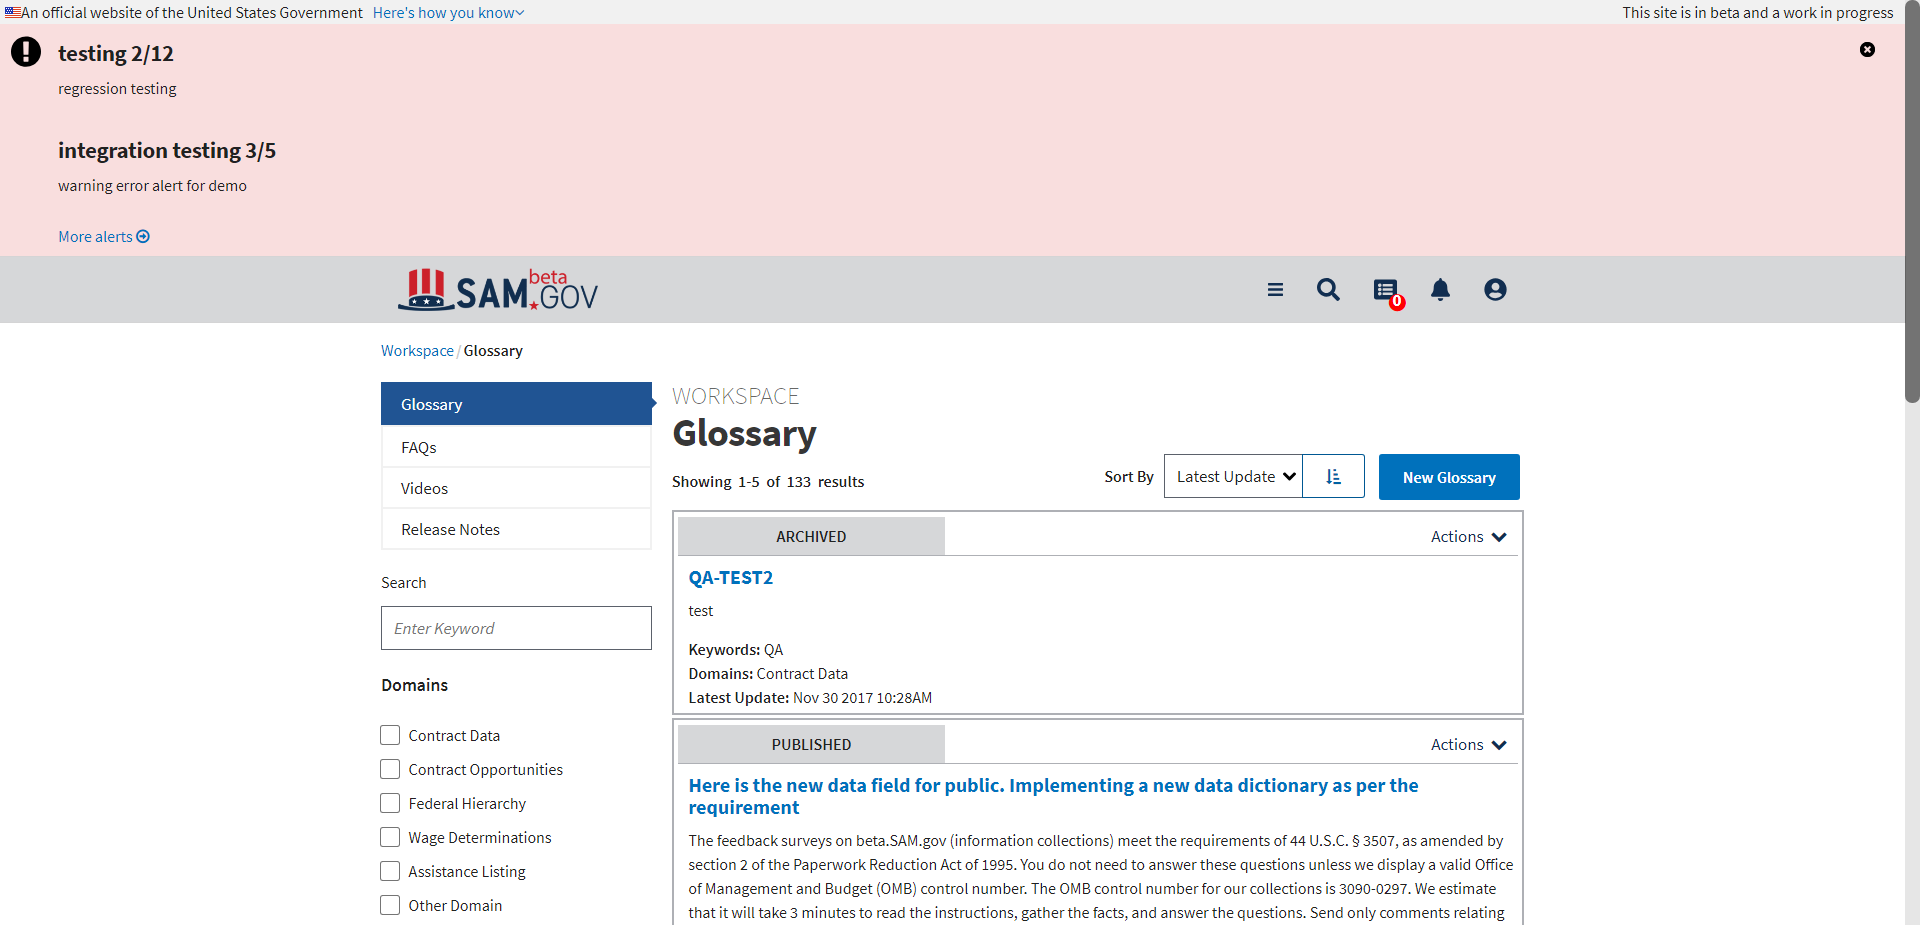 An official website of the United States Government Here's how you know
This site is in beta and a work in progress
testing 2/12
regression testing
integration testing 3/5
warning error alert for demo
More alerts
SAM.GOV beta
0
Workspace / Glossary
Glossary
FAQs
Videos
Release Notes
Search
Enter Keyword
Domains
Contract Data
Contract Opportunities
Federal Hierarchy
Wage Determinations
Assistance Listing
Other Domain
WORKSPACE
Glossary
Showing 1-5 of 133 results
Sort By Latest Update
New Glossary
ARCHIVED
Actions
QA-TEST2
test
Keywords: QA
Domains: Contract Data
Latest Update: Nov 30 2017 10:28AM
PUBLISHED
Actions
Here is the new data field for public. Implementing a new data dictionary as per the
requirement
The feedback surveys on beta.SAM.gov (information collections) meet the requirements of 44 U.S.C. § 3507, as amended by
section 2 of the Paperwork Reduction Act of 1995. You do not need to answer these questions unless we display a valid Office
of Management and Budget (OMB) control number. The OMB control number for our collections is 3090-0297. We estimate
that it will take 3 minutes to read the instructions, gather the facts, and answer the questions. Send only comments relating